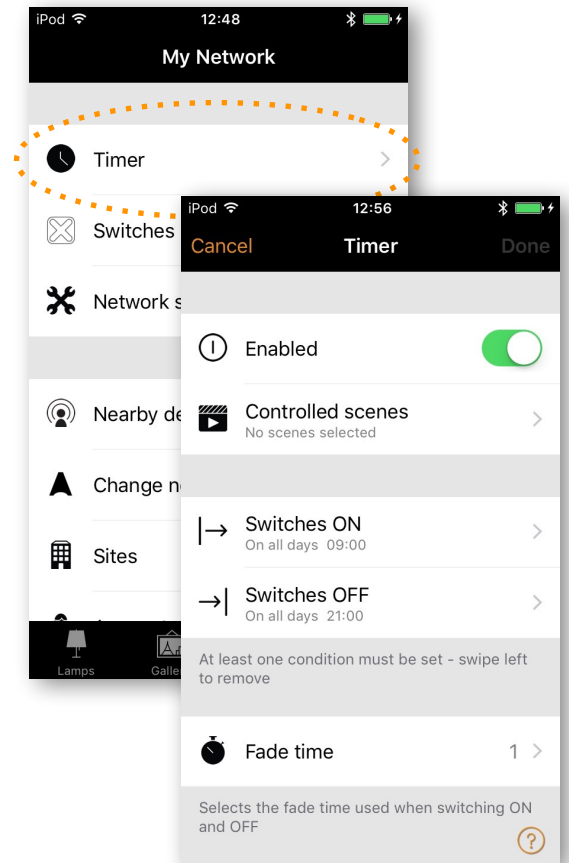 iPod 12:48
My Network
Timer
Switches
Network s
Nearby de
Change n
Sites
Lamps
Galle
iPod 12:56
Cancel Timer Done
Enabled
Controlled scenes
No scenes selected
Switches ON
On all days 09:00
Switches OFF
On all days 21:00
At least one condition must be set - swipe left
to remove
Fade time 1
Selects the fade time used when switching ON
and OFF
?